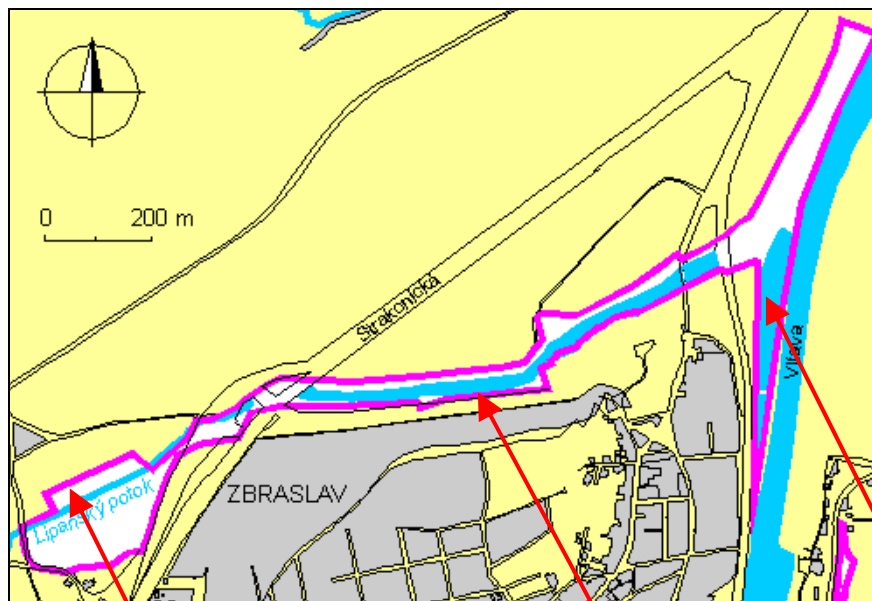 0 200 m
Strakonická
Vltava
Lipanský potok
ZBRASLAV